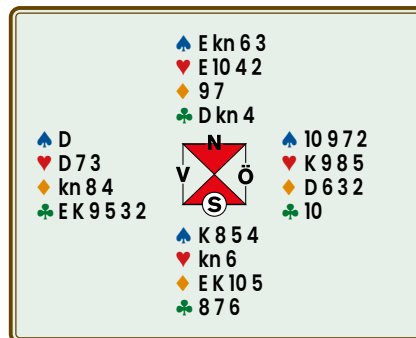 ♠ E kn 6 3
♥ E 10 4 2
♦ 9 7
♣ D kn 4
♠ D
♥ D 7 3
♦ kn 8 4
♣ E K 9 5 3 2
N
V Ö
S
♠ 10 9 7 2
♥ K 9 8 5
♦ D 6 3 2
♣ 10
♠ K 8 5 4
♥ kn 6
♦ E K 10 5
♣ 8 7 6